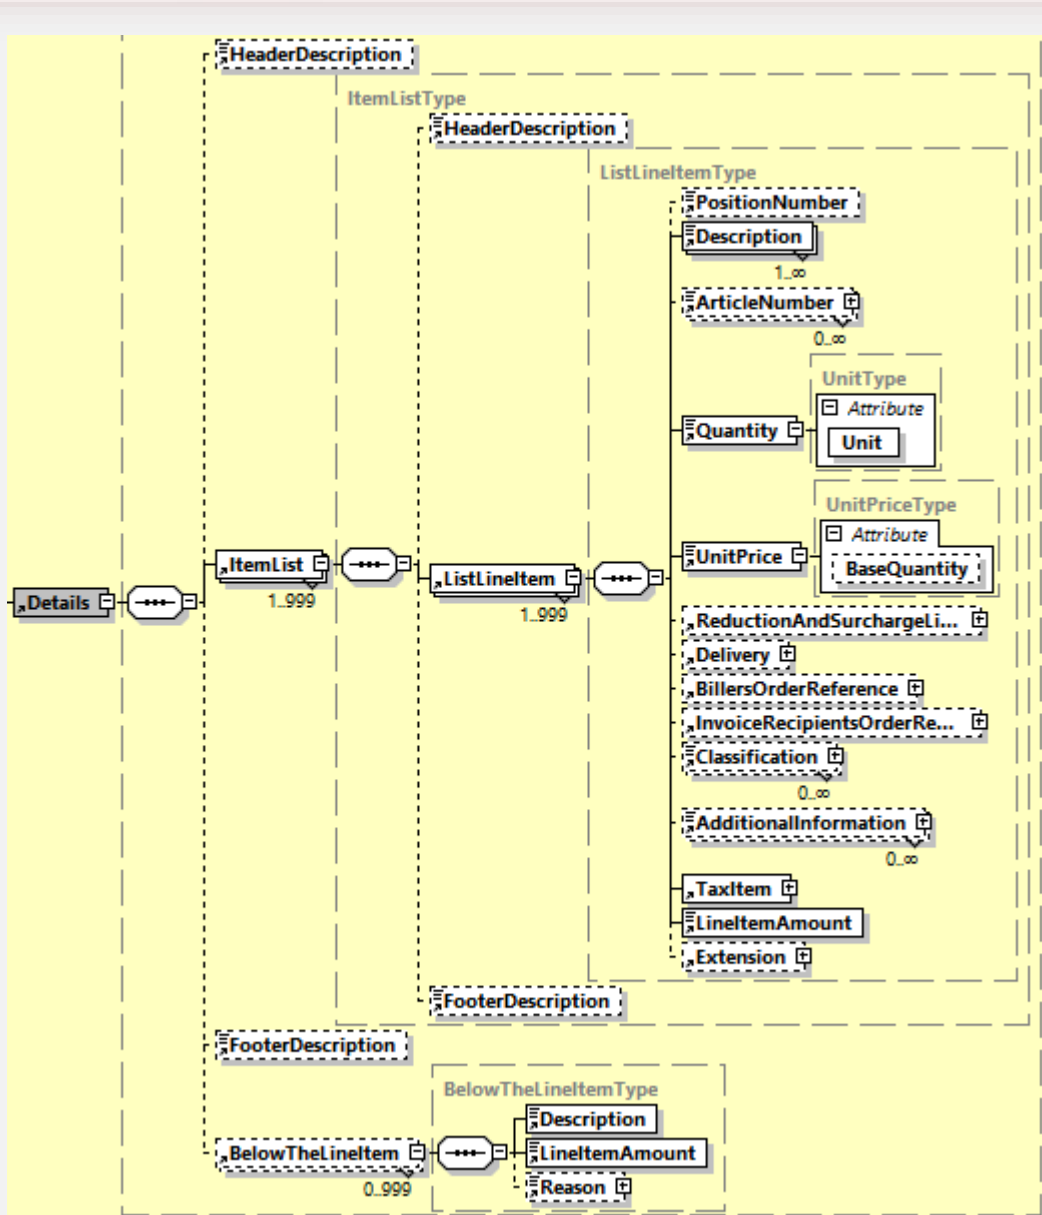 HeaderDescription
ItemListType
HeaderDescription
ListLineItemType
PositionNumber
Description
1..∞
ArticleNumber
0..∞
UnitType
Attribute
Quantity
Unit
UnitPriceType
Attribute
UnitPrice
BaseQuantity
ItemList
1..999
ListLineItem
1..999
Details
ReductionAndSurchargeLi...
Delivery
BillersOrderReference
InvoiceRecipientsOrderRe...
Classification
0..∞
AdditionalInformation
0..∞
TaxItem
LineItemAmount
Extension
FooterDescription
FooterDescription
BelowTheLineItemType
Description
BelowTheLineItem
LineItemAmount
0..999
Reason